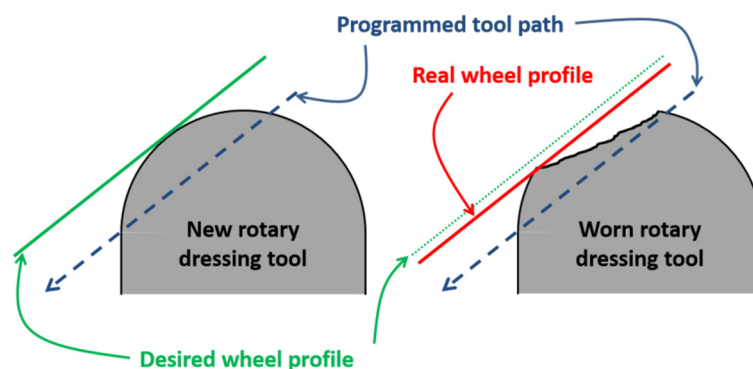 Programmed tool path
Real wheel profile
New rotary
dressing tool
Worn rotary
dressing tool
Desired wheel profile